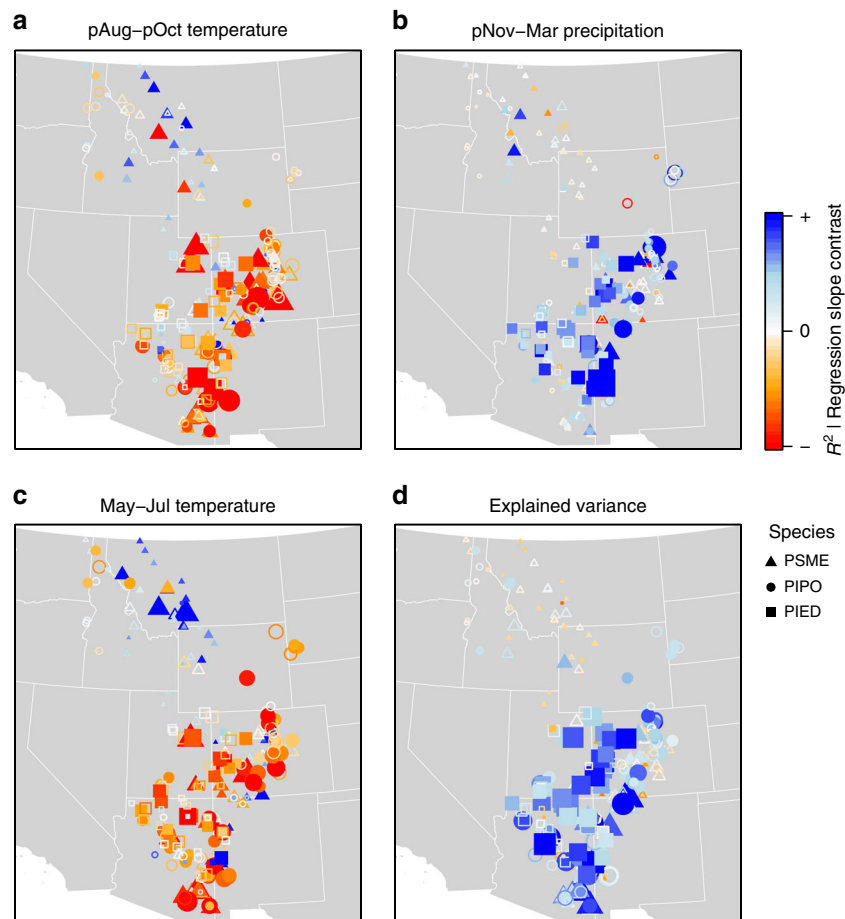 a
pAug–pOct temperature
b
pNov–Mar precipitation
+
0
–
R² | Regression slope contrast
c
May–Jul temperature
d
Explained variance
Species
PSME
PIPO
PIED